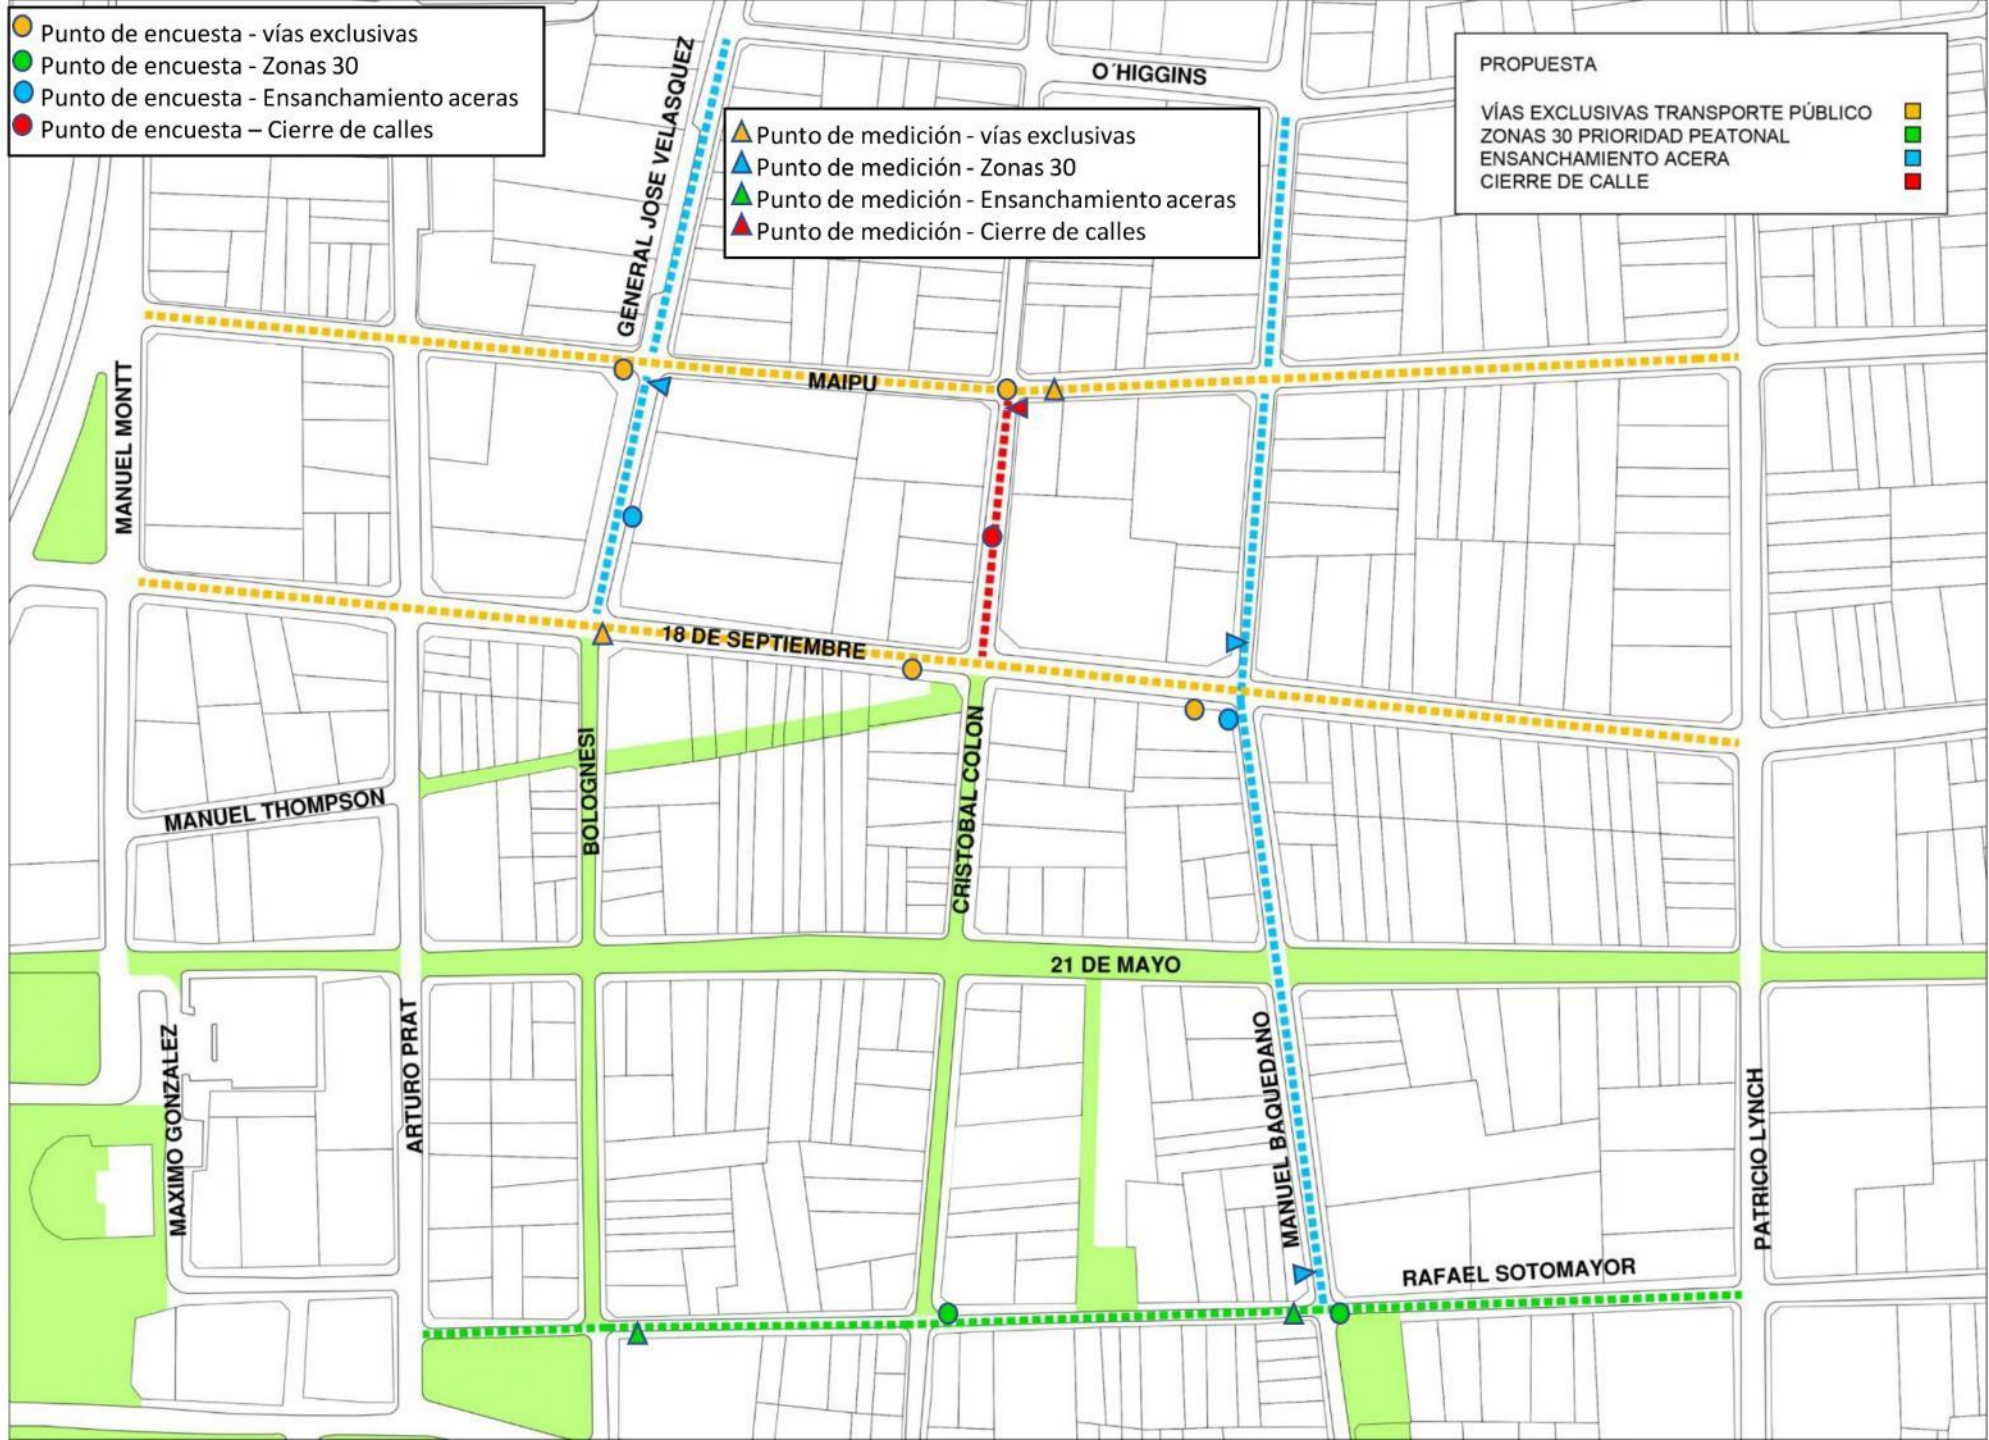 Punto de encuesta - vías exclusivas
Punto de encuesta - Zonas 30
Punto de encuesta - Ensanchamiento aceras
Punto de encuesta – Cierre de calles
PROPUESTA
VÍAS EXCLUSIVAS TRANSPORTE PÚBLICO
ZONAS 30 PRIORIDAD PEATONAL
ENSANCHAMIENTO ACERA
CIERRE DE CALLE
O´HIGGINS
Punto de medición - vías exclusivas
Punto de medición - Zonas 30
Punto de medición - Ensanchamiento aceras
Punto de medición - Cierre de calles
GENERAL JOSE VELASQUEZ
MAIPU
MANUEL MONTT
18 DE SEPTIEMBRE
BOLOGNESI
CRISTOBAL COLON
MANUEL THOMPSON
21 DE MAYO
MAXIMO GONZALEZ
ARTURO PRAT
MANUEL BAQUEDANO
PATRICIO LYNCH
RAFAEL SOTOMAYOR